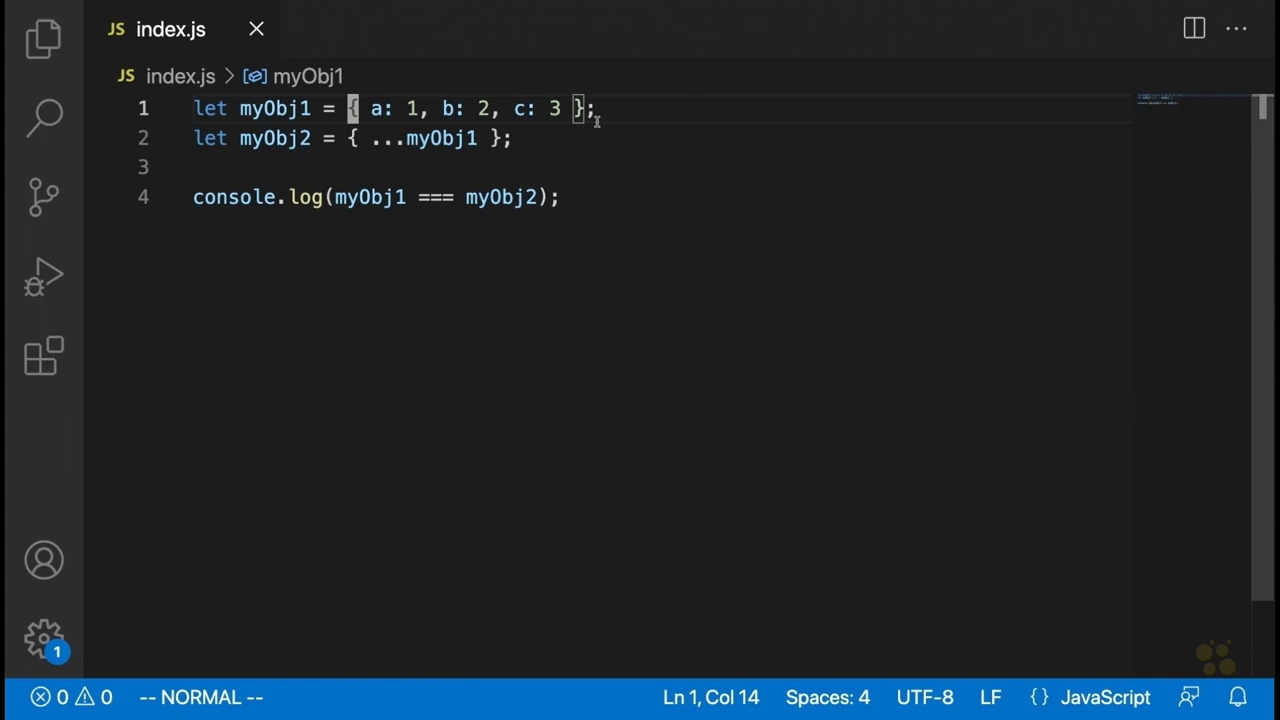 JS index.js
JS index.js > myObj1
1 let myObj1 = { a: 1, b: 2, c: 3 };
2 let myObj2 = { ...myObj1 };
3
4 console.log(myObj1 === myObj2);
1
0 0 -- NORMAL -- Ln 1, Col 14 Spaces: 4 UTF-8 LF {} JavaScript